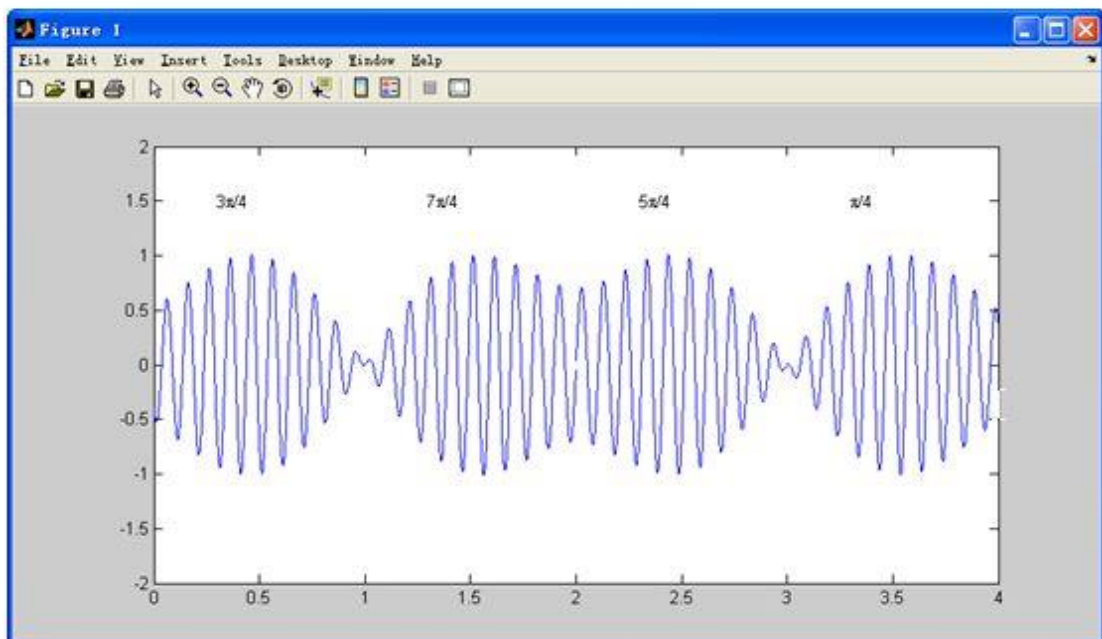 Figure 1
File Edit View Insert Tools Desktop Window Help
2
1.5
3π/4 7π/4 5π/4 π/4
1
0.5
0
-0.5
-1
-1.5
-2
0 0.5 1 1.5 2 2.5 3 3.5 4